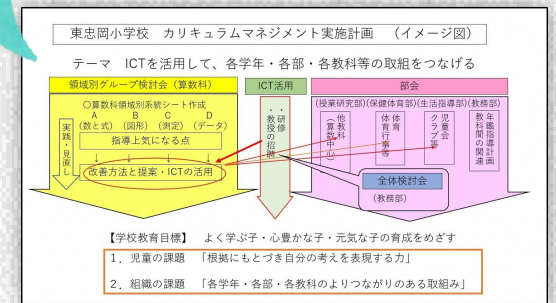 東忠岡小学校 カリキュラムマネジメント実施計画 (イメージ図)
テーマ ICTを活用して、各学年・各部・各教科等の取組をつなげる
領域別グループ検討会（算数科）
〇算数科領域別系統シート作成
A B C D
(数と式) (図形) (測定) (データ)
指導上気になる点
改善方法と提案・ICTの活用
実践・見直し
ICT活用
・研修
・教授の招聘
部会
(授業研究部)(保健体育部)(生活指導部)(教務部)
他教科
(算数中心)
体育
体育行事等
児童会
クラブ等
年鑑指導計画
教科間の関連
全体検討会
(教務部)
【学校教育目標】 よく学ぶ子・心豊かな子・元気な子の育成をめざす
1．児童の課題 「根拠にもとづき自分の考えを表現する力」
2．組織の課題 「各学年・各部・各教科のよりつながりのある取組み」